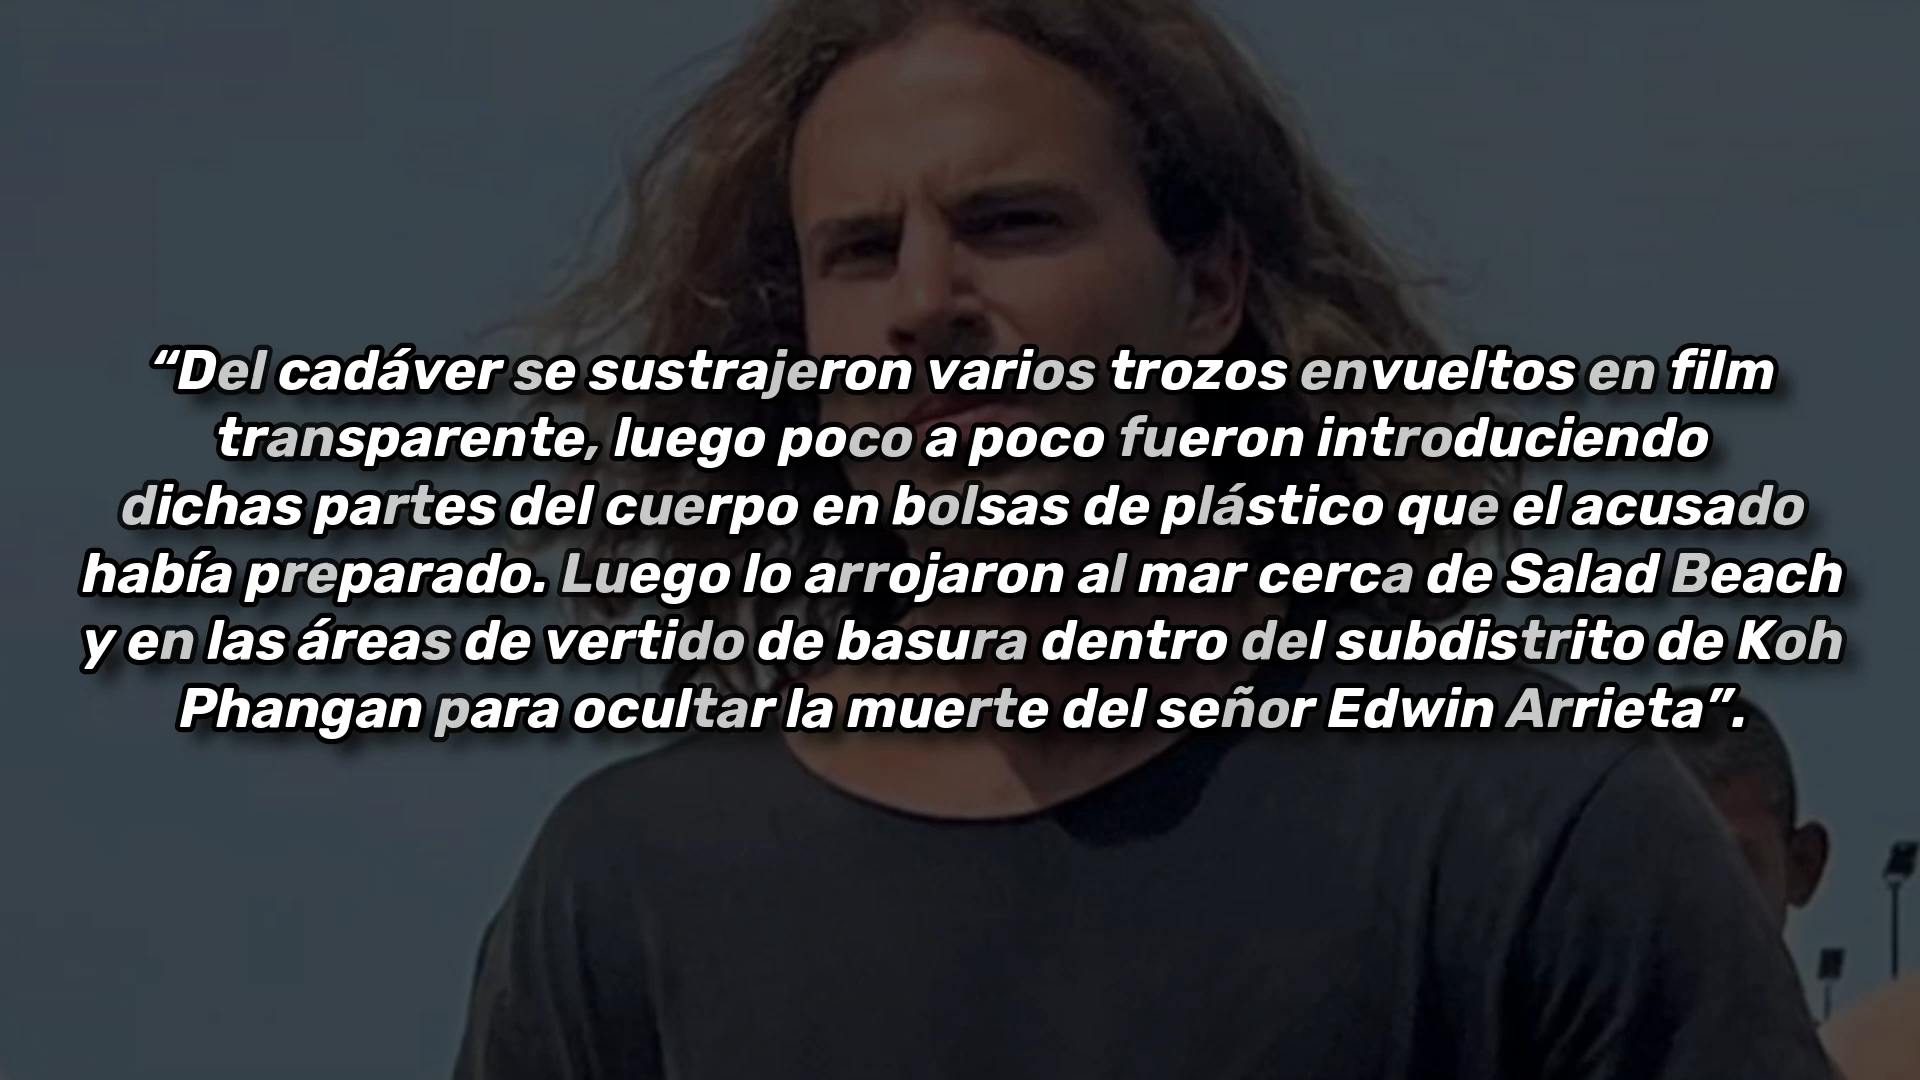 “Del cadáver se sustrajeron varios trozos envueltos en film
transparente, luego poco a poco fueron introduciendo
dichas partes del cuerpo en bolsas de plástico que el acusado
había preparado. Luego lo arrojaron al mar cerca de Salad Beach
y en las áreas de vertido de basura dentro del subdistrito de Koh
Phangan para ocultar la muerte del señor Edwin Arrieta”.